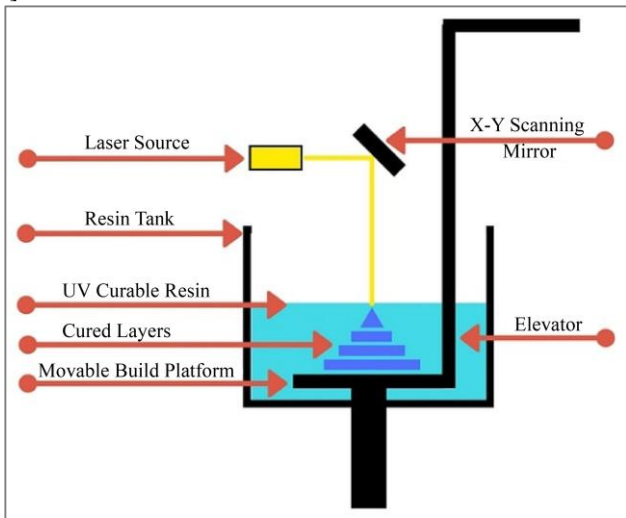 Laser Source
X-Y Scanning
Mirror
Resin Tank
UV Curable Resin
Cured Layers
Elevator
Movable Build Platform